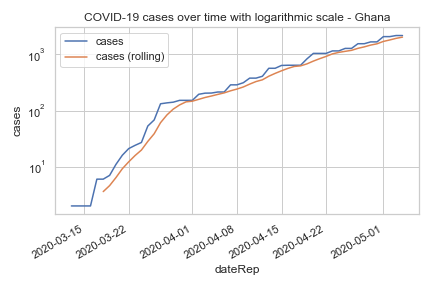 COVID-19 cases over time with logarithmic scale - Ghana
cases
cases (rolling)
10³
10²
10¹
cases
2020-03-15
2020-03-22
2020-04-01
2020-04-08
2020-04-15
2020-04-22
2020-05-01
dateRep